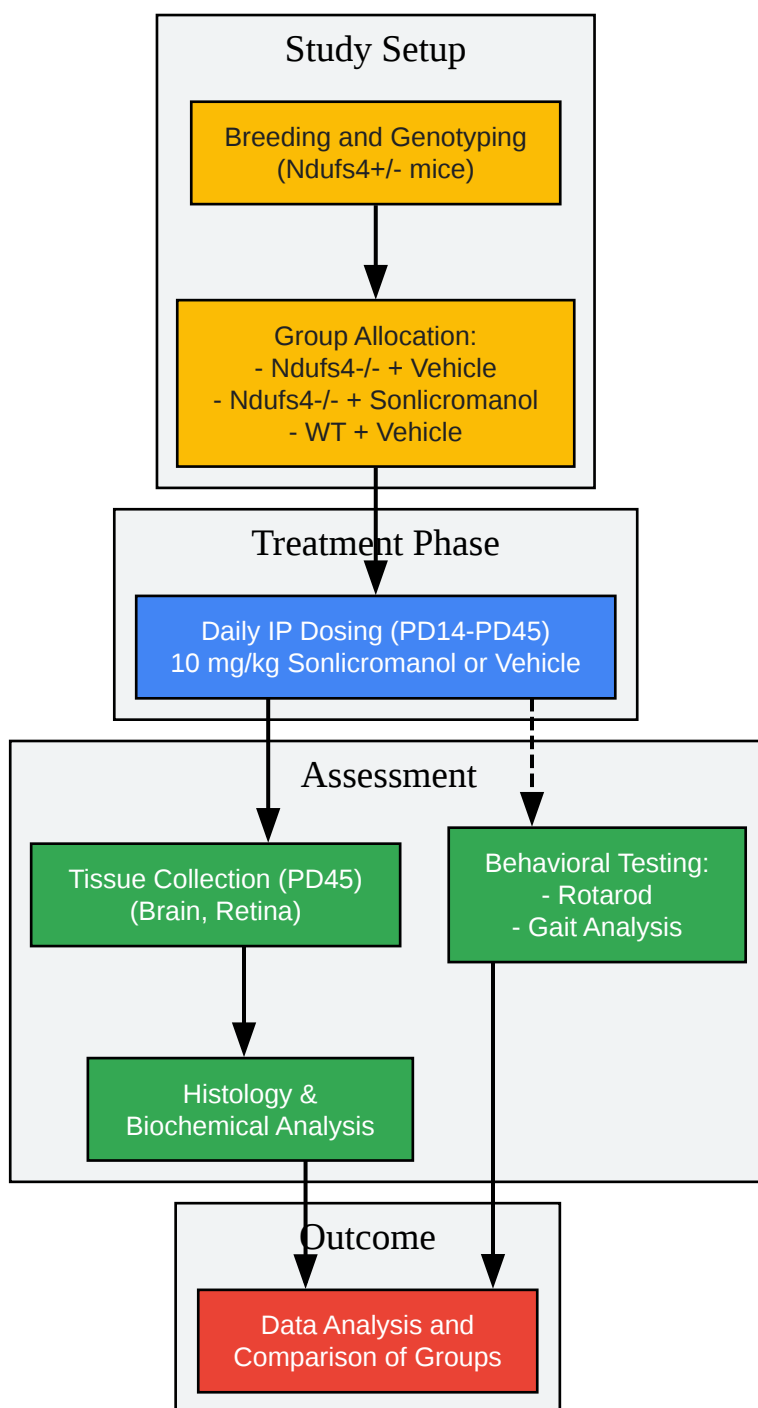 Study Setup
Breeding and Genotyping
(Ndufs4+/- mice)
Group Allocation:
- Ndufs4-/- + Vehicle
- Ndufs4-/- + Sonlicromanol
- WT + Vehicle
Treatment Phase
Daily IP Dosing (PD14-PD45)
10 mg/kg Sonlicromanol or Vehicle
Assessment
Tissue Collection (PD45)
(Brain, Retina)
Behavioral Testing:
- Rotarod
- Gait Analysis
Histology &
Biochemical Analysis
Outcome
Data Analysis and
Comparison of Groups